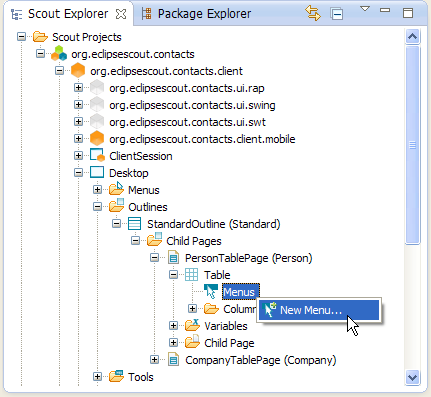 Scout Explorer Package Explorer
Scout Projects
org.eclipsescout.contacts
org.eclipsescout.contacts.client
org.eclipsescout.contacts.ui.rap
org.eclipsescout.contacts.ui.swing
org.eclipsescout.contacts.ui.swt
org.eclipsescout.contacts.client.mobile
ClientSession
Desktop
Menus
Outlines
StandardOutline (Standard)
Child Pages
PersonTablePage (Person)
Table
Menus
Colum
New Menu...
Variables
Child Page
CompanyTablePage (Company)
Tools